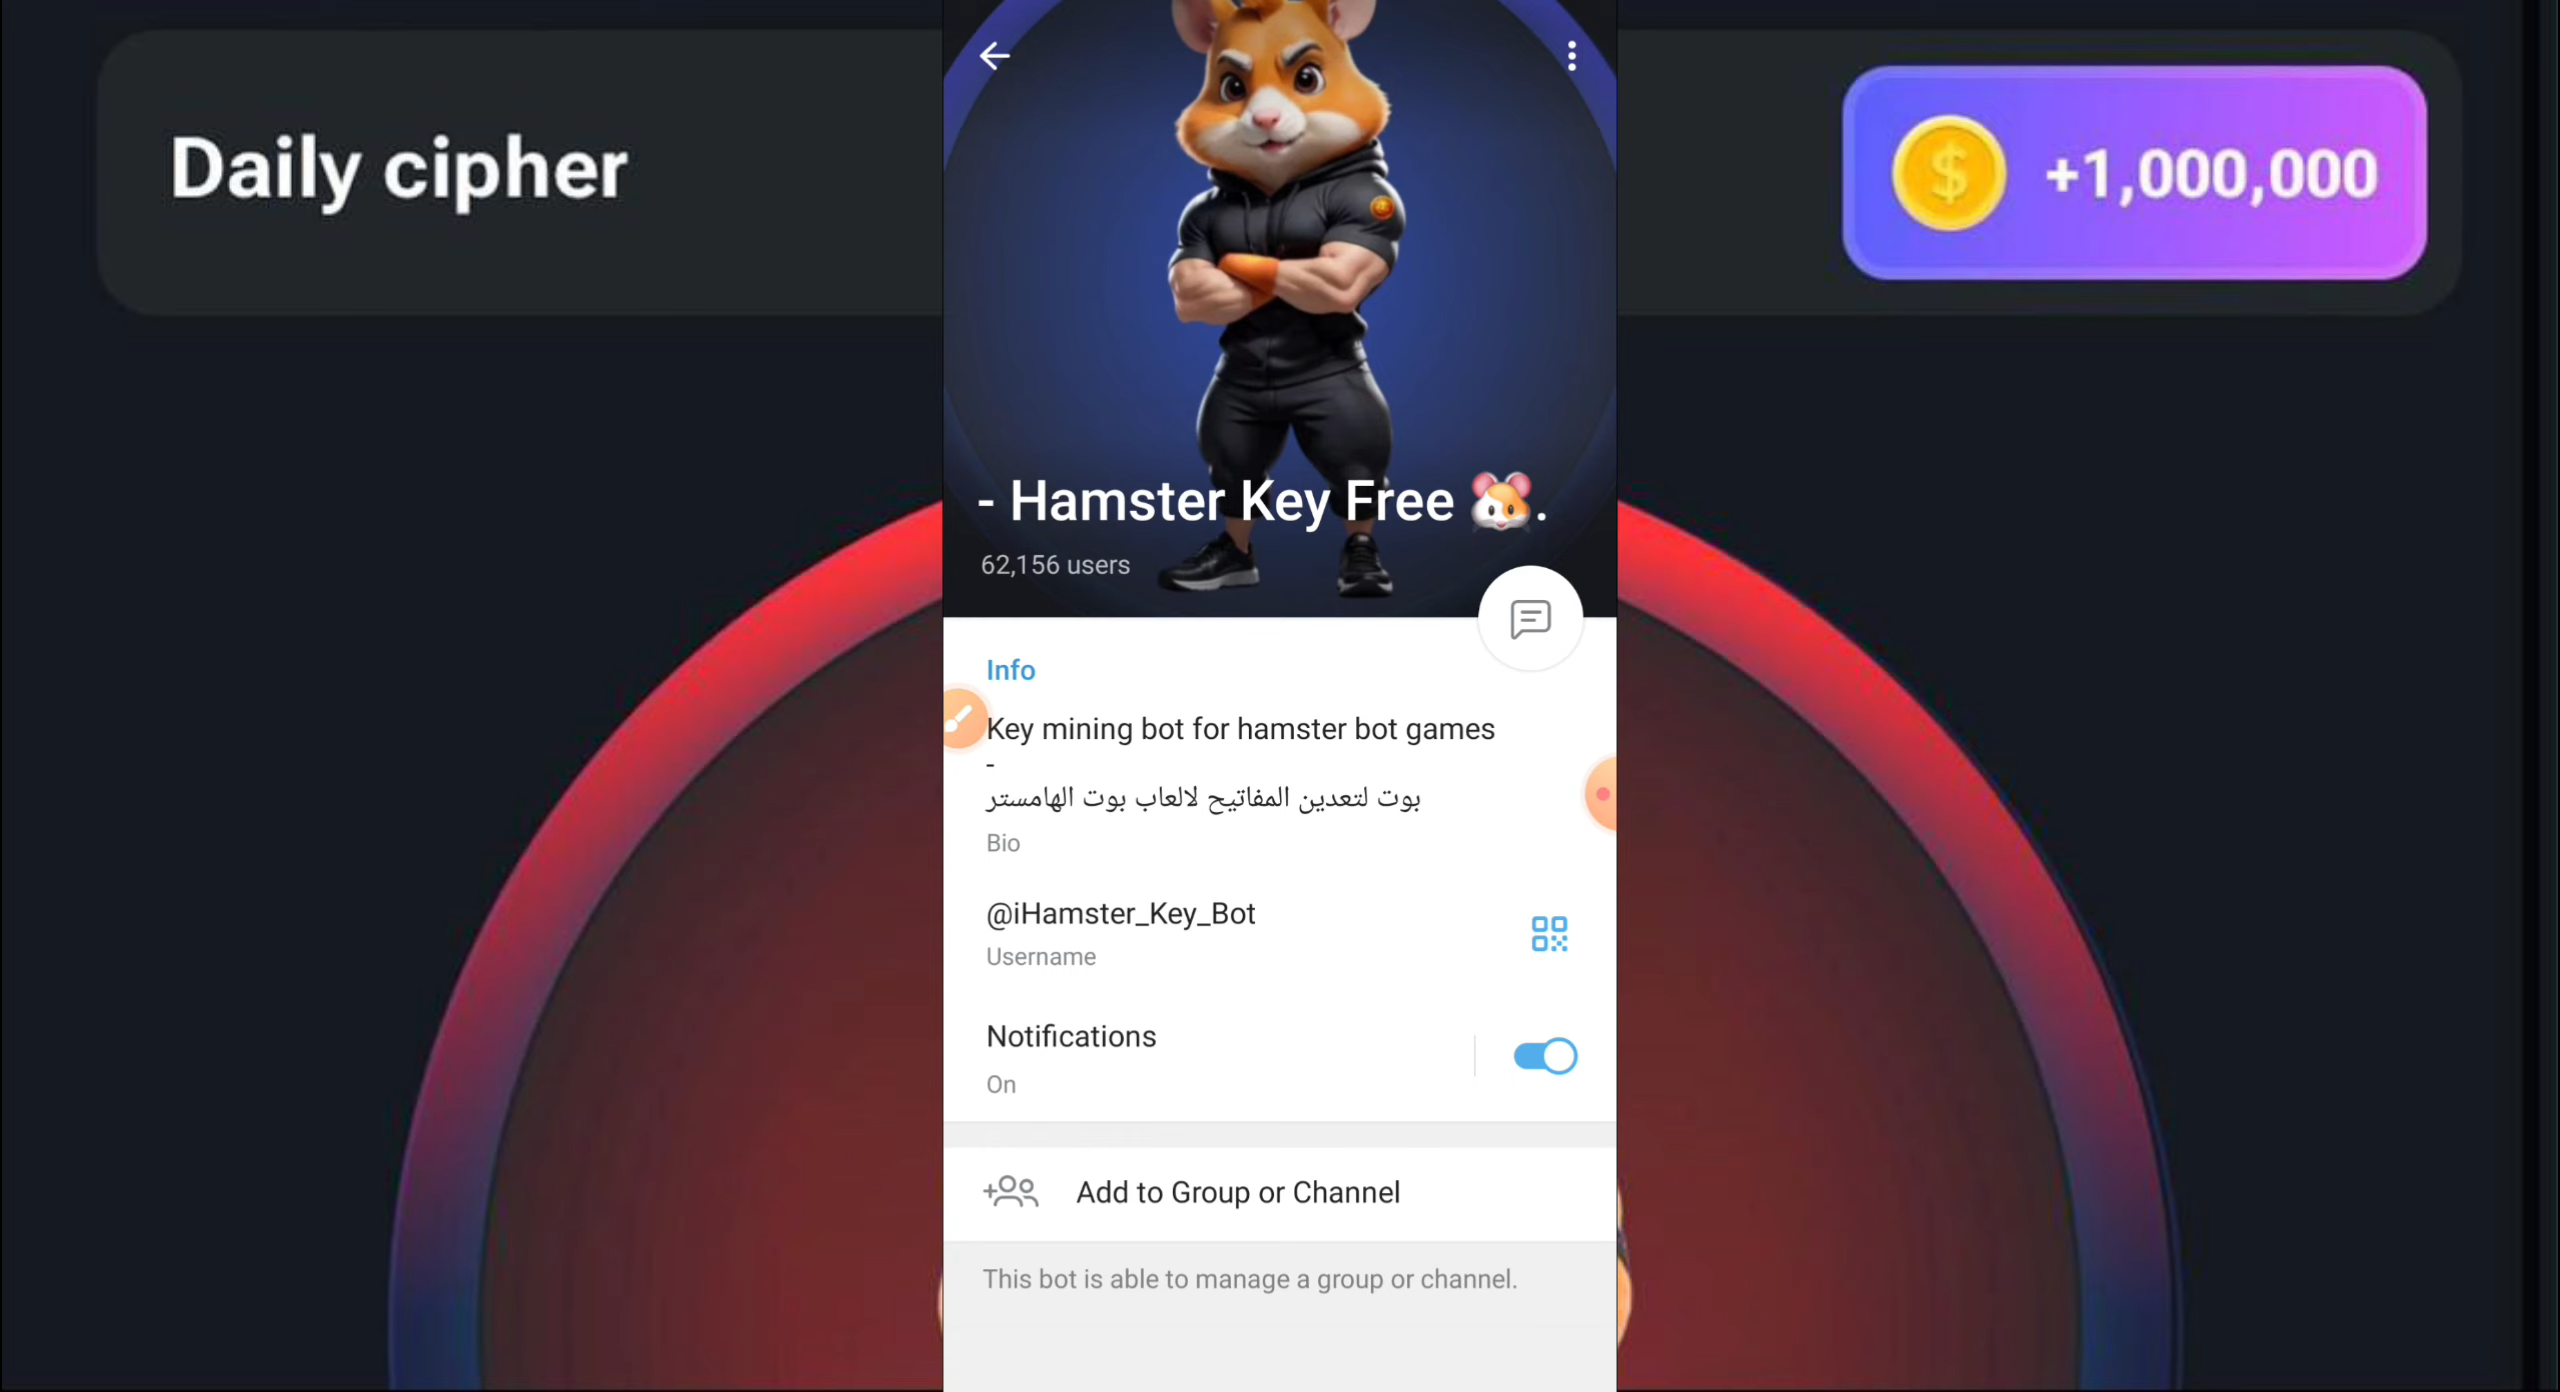 Daily cipher
+1,000,000
- Hamster Key Free 🐹.
62,156 users
Info
Key mining bot for hamster bot games
-
بوت لتعدين المفاتيح لالعاب بوت الهامستر
Bio
@iHamster_Key_Bot
Username
Notifications
On
Add to Group or Channel
This bot is able to manage a group or channel.